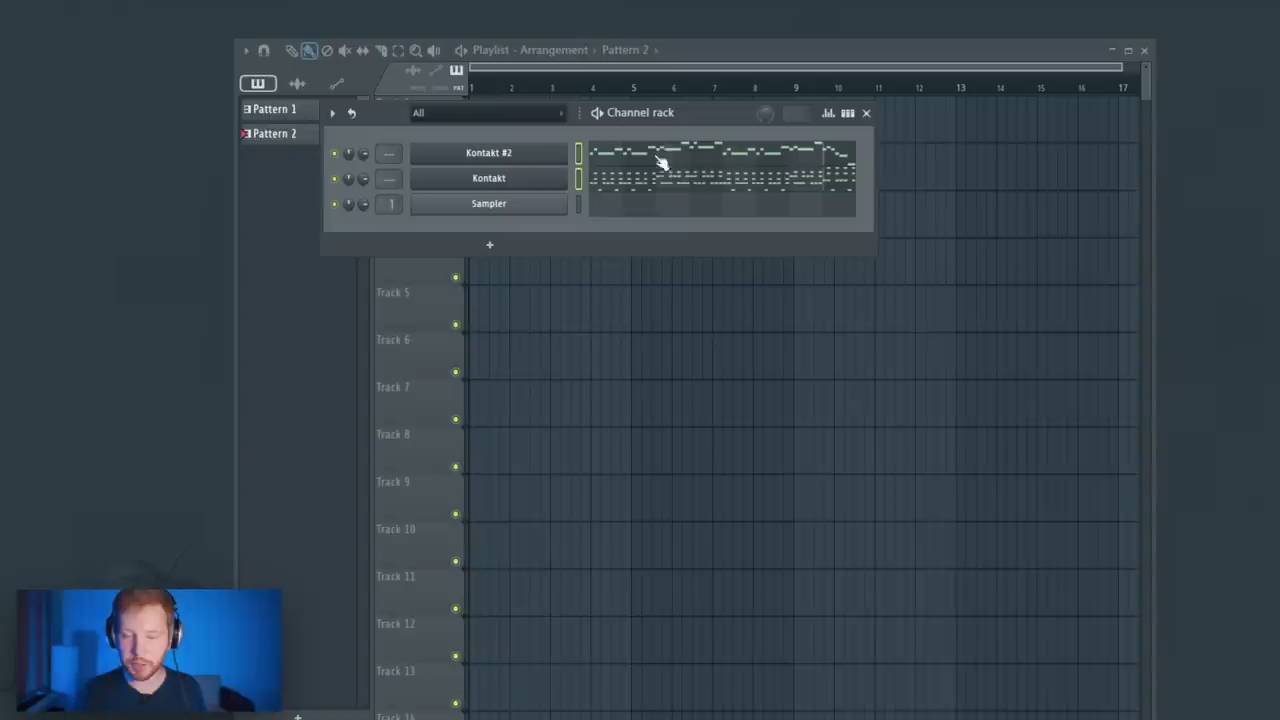 Playlist - Arrangement › Pattern 2 ›
1 2 3 4 5 6 7 8 9 10 11 12 13 14 15 16 17
PAT
Pattern 1
Pattern 2
All
Channel rack
Kontakt #2
Kontakt
1
Sampler
+
Track 5
Track 6
Track 7
Track 8
Track 9
Track 10
Track 11
Track 12
Track 13